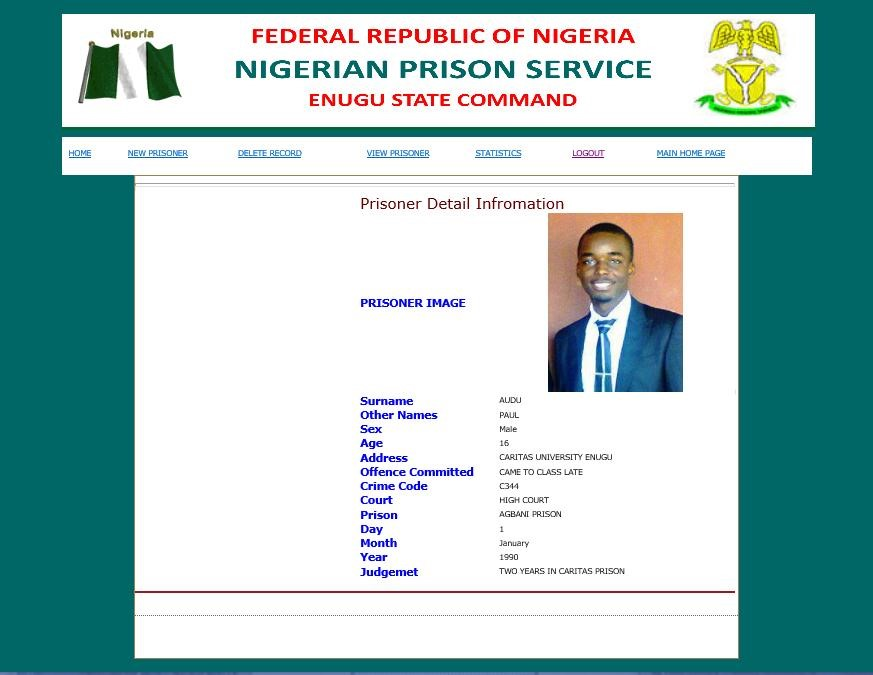 Nigeria
FEDERAL REPUBLIC OF NIGERIA
NIGERIAN PRISON SERVICE
ENUGU STATE COMMAND
HOME NEW PRISONER DELETE RECORD VIEW PRISONER STATISTICS LOGOUT MAIN HOME PAGE
Prisoner Detail Infromation
PRISONER IMAGE
Surname AUDU
Other Names PAUL
Sex Male
Age 16
Address CARITAS UNIVERSITY ENUGU
Offence Committed CAME TO CLASS LATE
Crime Code C344
Court HIGH COURT
Prison AGBANI PRISON
Day 1
Month January
Year 1990
Judgemet TWO YEARS IN CARITAS PRISON